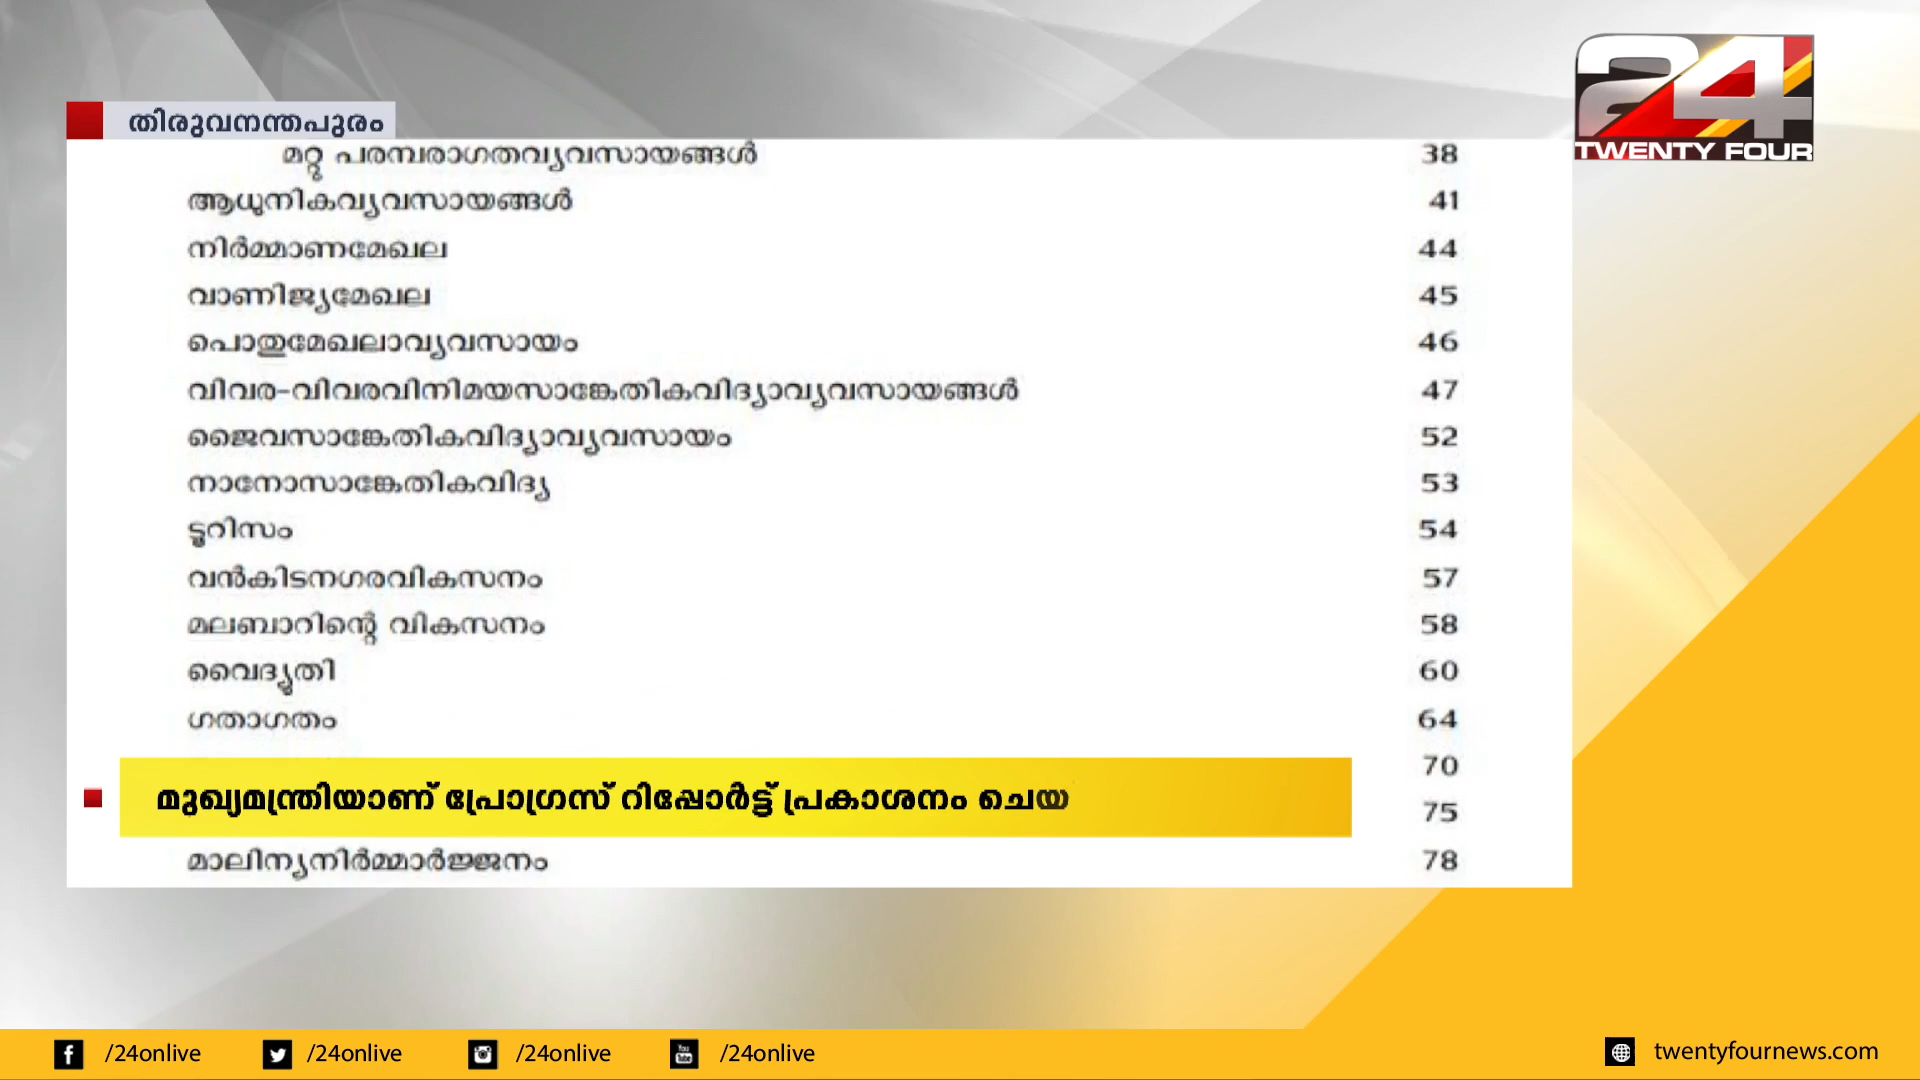 24
TWENTY FOUR
തിരുവനന്തപുരം
മറ്റു പരമ്പരാഗതവ്യവസായങ്ങൾ 38
ആധുനികവ്യവസായങ്ങൾ 41
നിർമ്മാണമേഖല 44
വാണിജ്യമേഖല 45
പൊതുമേഖലാവ്യവസായം 46
വിവര-വിവരവിനിമയസാങ്കേതികവിദ്യാവ്യവസായങ്ങൾ 47
ജൈവസാങ്കേതികവിദ്യാവ്യവസായം 52
നാനോസാങ്കേതികവിദ്യ 53
ടൂറിസം 54
വൻകിടനഗരവികസനം 57
മലബാറിന്റെ വികസനം 58
വൈദ്യുതി 60
ഗതാഗതം 64
70
മുഖ്യമന്ത്രിയാണ് പ്രോഗ്രസ് റിപ്പോർട്ട് പ്രകാശനം ചെയ
75
മാലിന്യനിർമ്മാർജ്ജനം 78
/24onlive /24onlive /24onlive /24onlive twentyfournews.com